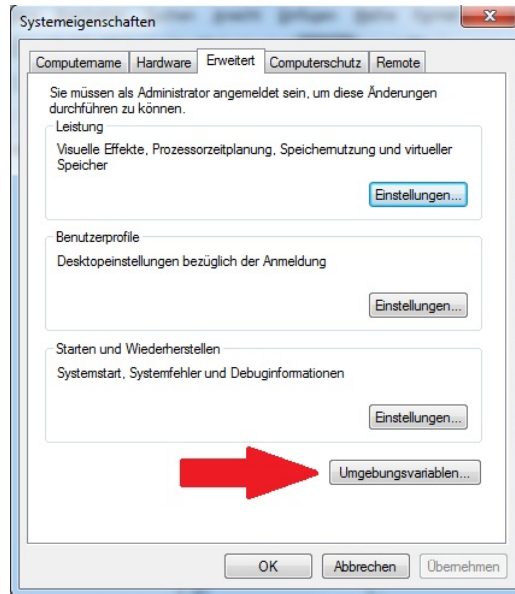 Systemeigenschaften
Computername Hardware Erweitert Computerschutz Remote
Sie müssen als Administrator angemeldet sein, um diese Änderungen
durchführen zu können.
Leistung
Visuelle Effekte, Prozessorzeitplanung, Speichernutzung und virtueller
Speicher
Einstellungen...
Benutzerprofile
Desktopeinstellungen bezüglich der Anmeldung
Einstellungen...
Starten und Wiederherstellen
Systemstart, Systemfehler und Debuginformationen
Einstellungen...
Umgebungsvariablen...
OK Abbrechen Übernehmen